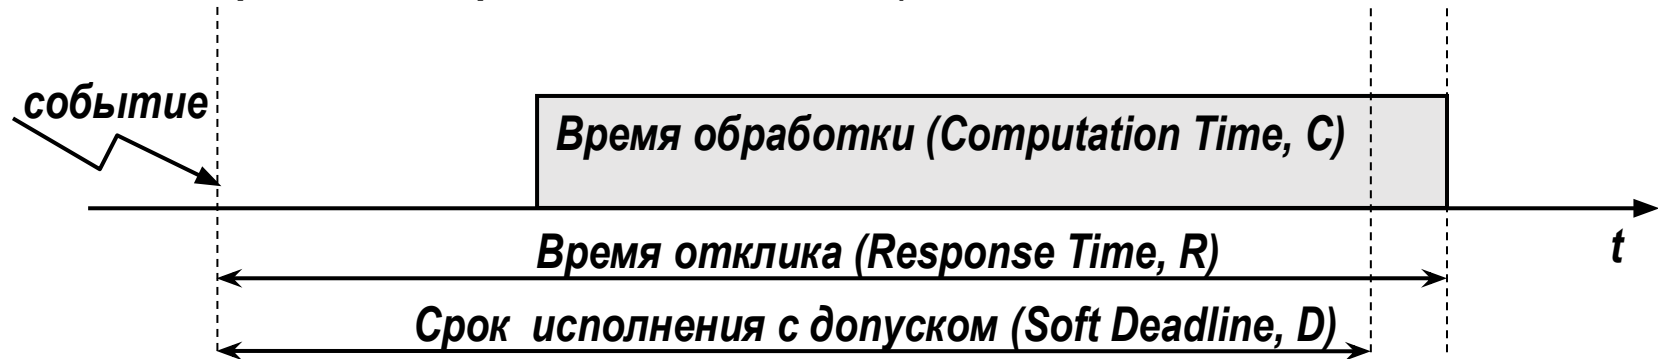 событие
Время обработки (Computation Time, C)
Время отклика (Response Time, R)
t
Срок исполнения с допуском (Soft Deadline, D)